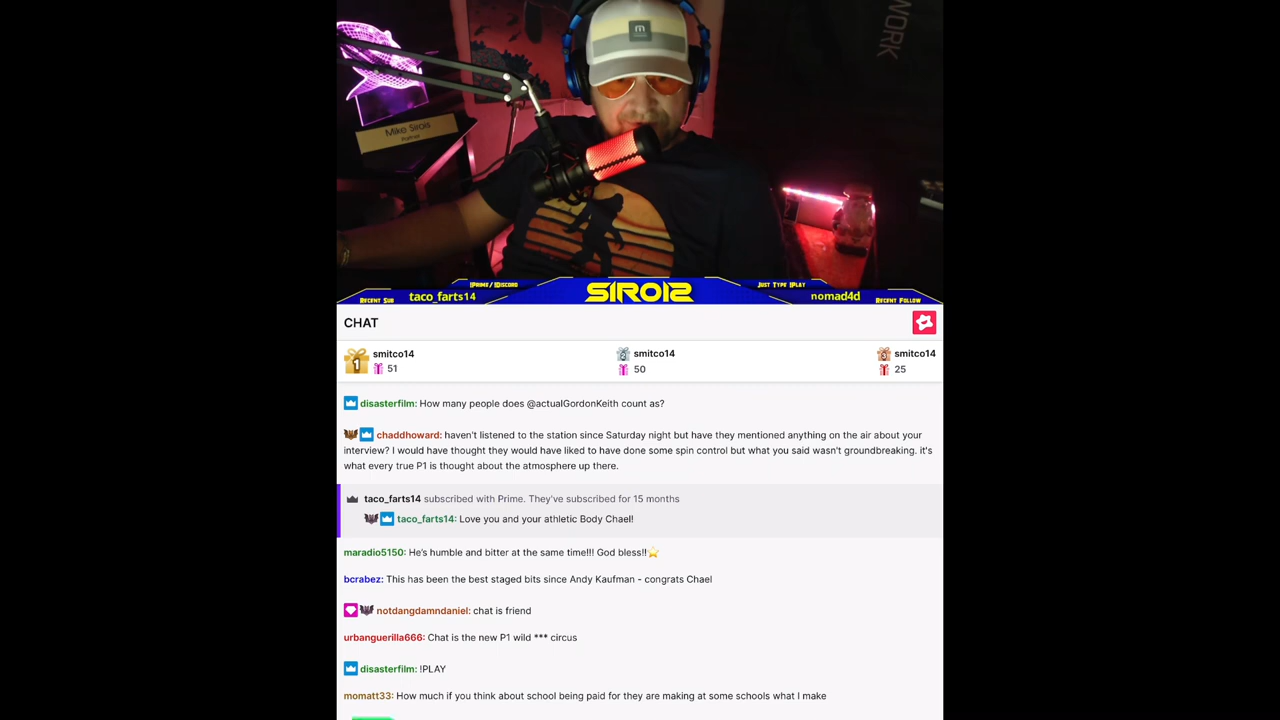 WORK
Mike Sirois
Partner
!PRIME/!DISCORD
JUST TYPE !PLAY
RECENT SUB
taco_farts14
SIROIS
nomad4d
RECENT FOLLOW
CHAT
1 smitco14
51
2 smitco14
50
3 smitco14
25
disasterfilm: How many people does @actualGordonKeith count as?
chaddhoward: haven't listened to the station since Saturday night but have they mentioned anything on the air about your
interview? I would have thought they would have liked to have done some spin control but what you said wasn't groundbreaking. it's
what every true P1 is thought about the atmosphere up there.
taco_farts14 subscribed with Prime. They've subscribed for 15 months
taco_farts14: Love you and your athletic Body Chael!
maradio5150: He's humble and bitter at the same time!!! God bless!!⭐
bcrabez: This has been the best staged bits since Andy Kaufman - congrats Chael
notdangdamndaniel: chat is friend
urbanguerilla666: Chat is the new P1 wild *** circus
disasterfilm: !PLAY
momatt33: How much if you think about school being paid for they are making at some schools what I make